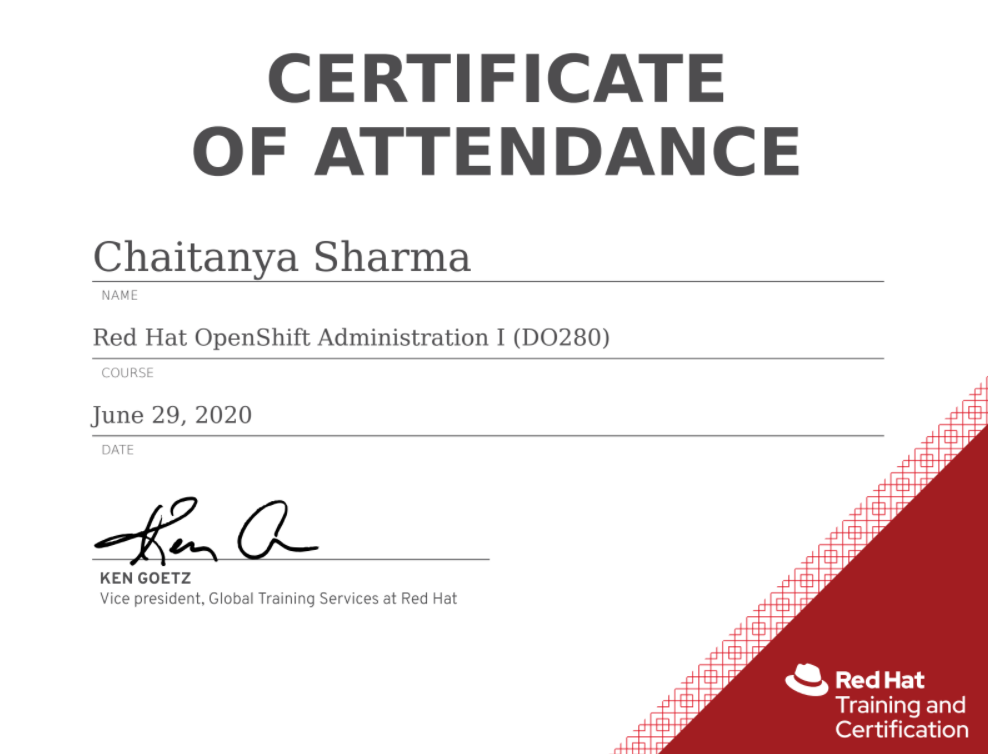 CERTIFICATE
OF ATTENDANCE
Chaitanya Sharma
NAME
Red Hat OpenShift Administration I (DO280)
COURSE
June 29, 2020
DATE
KEN GOETZ
Vice president, Global Training Services at Red Hat
Red Hat
Training and
Certification